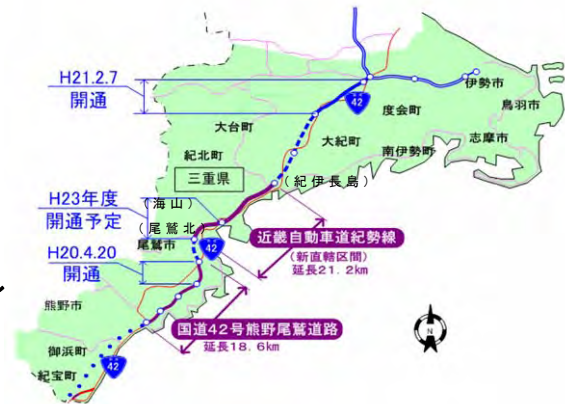 H21.2.7
開通
42
伊勢市
鳥羽市
度会町
志摩市
大台町
大紀町
南伊勢町
紀北町
三重県
(紀伊長島)
H23年度
開通予定
(海山)
(尾鷲北)
尾鷲市
42
近畿自動車道紀勢線
(新直轄区間)
延長21.2km
H20.4.20
開通
熊野市
国道42号熊野尾鷲道路
延長18.6km
御浜町
42
紀宝町
N